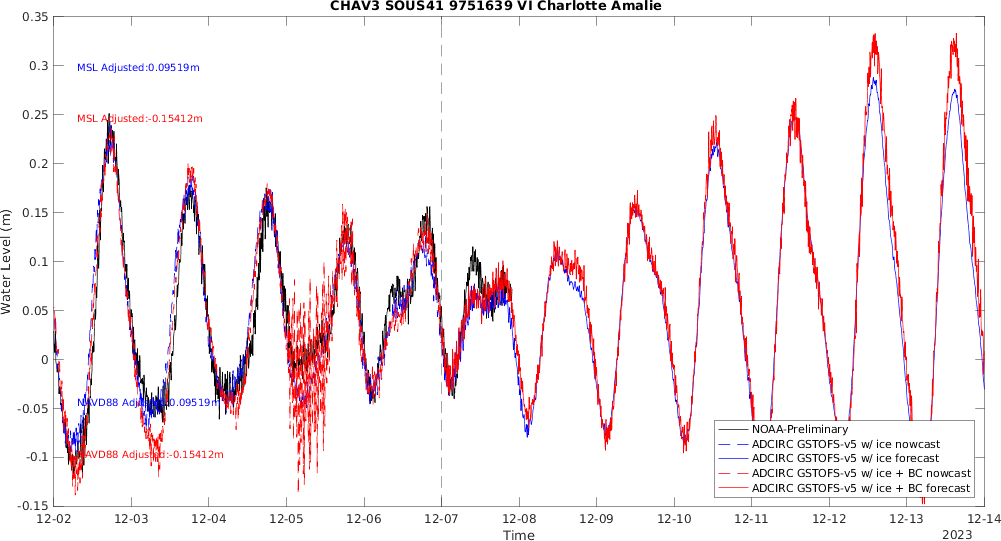 CHAV3 SOUS41 9751639 VI Charlotte Amalie
0.35
0.3
0.25
0.2
0.15
0.1
0.05
0
-0.05
-0.1
-0.15
Water Level (m)
MSL Adjusted:0.09519m
MSL Adjusted:-0.15412m
NAVD88 Adjusted:0.09519m
NAVD88 Adjusted:-0.15412m
NOAA-Preliminary
ADCIRC GSTOFS-v5 w/ ice nowcast
ADCIRC GSTOFS-v5 w/ ice forecast
ADCIRC GSTOFS-v5 w/ ice + BC nowcast
ADCIRC GSTOFS-v5 w/ ice + BC forecast
12-02 12-03 12-04 12-05 12-06 12-07 12-08 12-09 12-10 12-11 12-12 12-13 12-14
Time
2023